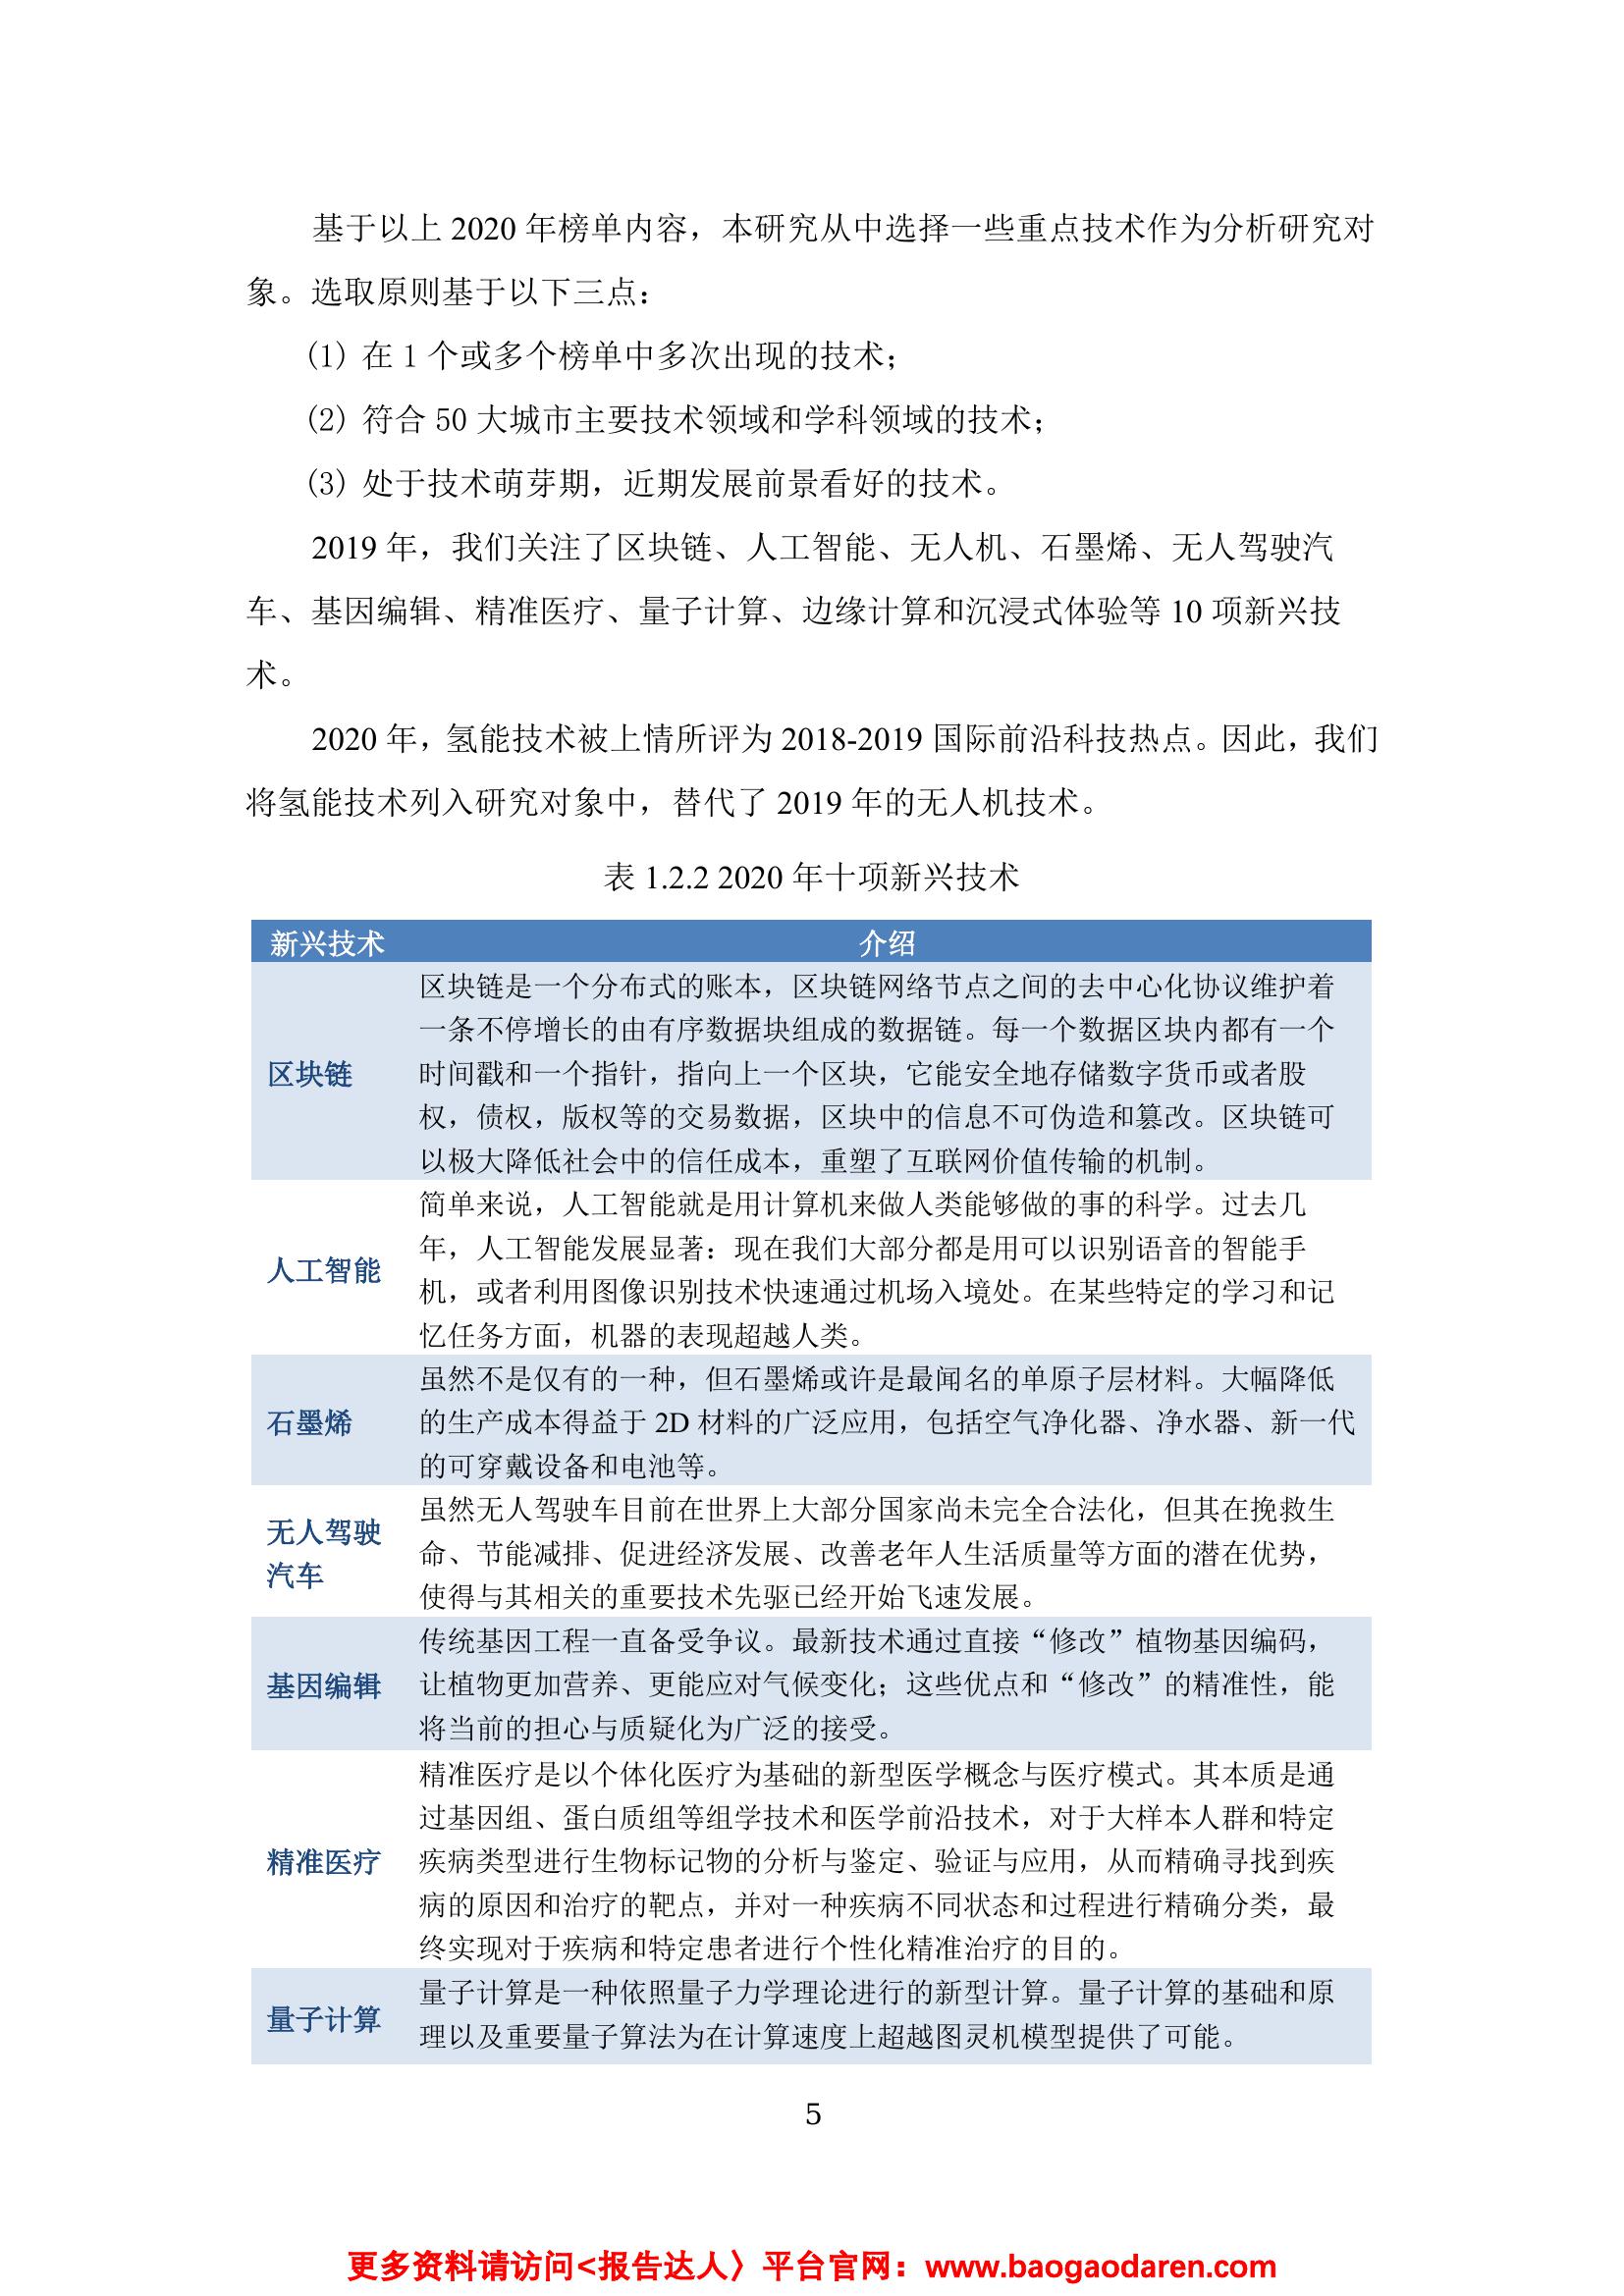 基于以上 2020 年榜单内容，本研究从中选择一些重点技术作为分析研究对
象。选取原则基于以下三点：
(1) 在 1 个或多个榜单中多次出现的技术；
(2) 符合 50 大城市主要技术领域和学科领域的技术；
(3) 处于技术萌芽期，近期发展前景看好的技术。
2019 年，我们关注了区块链、人工智能、无人机、石墨烯、无人驾驶汽
车、基因编辑、精准医疗、量子计算、边缘计算和沉浸式体验等 10 项新兴技
术。
2020 年，氢能技术被上情所评为 2018-2019 国际前沿科技热点。因此，我们
将氢能技术列入研究对象中，替代了 2019 年的无人机技术。
表 1.2.2 2020 年十项新兴技术
新兴技术 介绍
区块链
区块链是一个分布式的账本，区块链网络节点之间的去中心化协议维护着
一条不停增长的由有序数据块组成的数据链。每一个数据区块内都有一个
时间戳和一个指针，指向上一个区块，它能安全地存储数字货币或者股
权，债权，版权等的交易数据，区块中的信息不可伪造和篡改。区块链可
以极大降低社会中的信任成本，重塑了互联网价值传输的机制。
人工智能
简单来说，人工智能就是用计算机来做人类能够做的事的科学。过去几
年，人工智能发展显著：现在我们大部分都是用可以识别语音的智能手
机，或者利用图像识别技术快速通过机场入境处。在某些特定的学习和记
忆任务方面，机器的表现超越人类。
石墨烯
虽然不是仅有的一种，但石墨烯或许是最闻名的单原子层材料。大幅降低
的生产成本得益于 2D 材料的广泛应用，包括空气净化器、净水器、新一代
的可穿戴设备和电池等。
无人驾驶
汽车
虽然无人驾驶车目前在世界上大部分国家尚未完全合法化，但其在挽救生
命、节能减排、促进经济发展、改善老年人生活质量等方面的潜在优势，
使得与其相关的重要技术先驱已经开始飞速发展。
基因编辑
传统基因工程一直备受争议。最新技术通过直接“修改”植物基因编码，
让植物更加营养、更能应对气候变化；这些优点和“修改”的精准性，能
将当前的担心与质疑化为广泛的接受。
精准医疗
精准医疗是以个体化医疗为基础的新型医学概念与医疗模式。其本质是通
过基因组、蛋白质组等组学技术和医学前沿技术，对于大样本人群和特定
疾病类型进行生物标记物的分析与鉴定、验证与应用，从而精确寻找到疾
病的原因和治疗的靶点，并对一种疾病不同状态和过程进行精确分类，最
终实现对于疾病和特定患者进行个性化精准治疗的目的。
量子计算
量子计算是一种依照量子力学理论进行的新型计算。量子计算的基础和原
理以及重要量子算法为在计算速度上超越图灵机模型提供了可能。
5
更多资料请访问<报告达人〉平台官网：www.baogaodaren.com